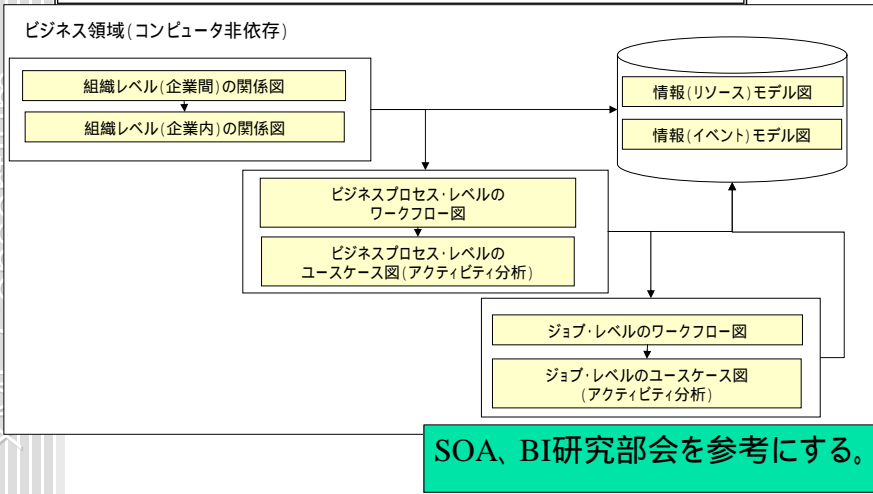 ビジネス領域(コンピュータ非依存)
組織レベル(企業間)の関係図
組織レベル(企業内)の関係図
情報(リソース)モデル図
情報(イベント)モデル図
ビジネスプロセス・レベルの
ワークフロー図
ビジネスプロセス・レベルの
ユースケース図(アクティビティ分析)
ジョブ・レベルのワークフロー図
ジョブ・レベルのユースケース図
(アクティビティ分析)
SOA、BI研究部会を参考にする。